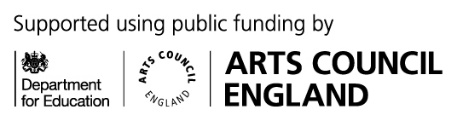 Supported using public funding by
Department
for Education
ARTS COUNCIL
ENGLAND
ARTS COUNCIL
ENGLAND